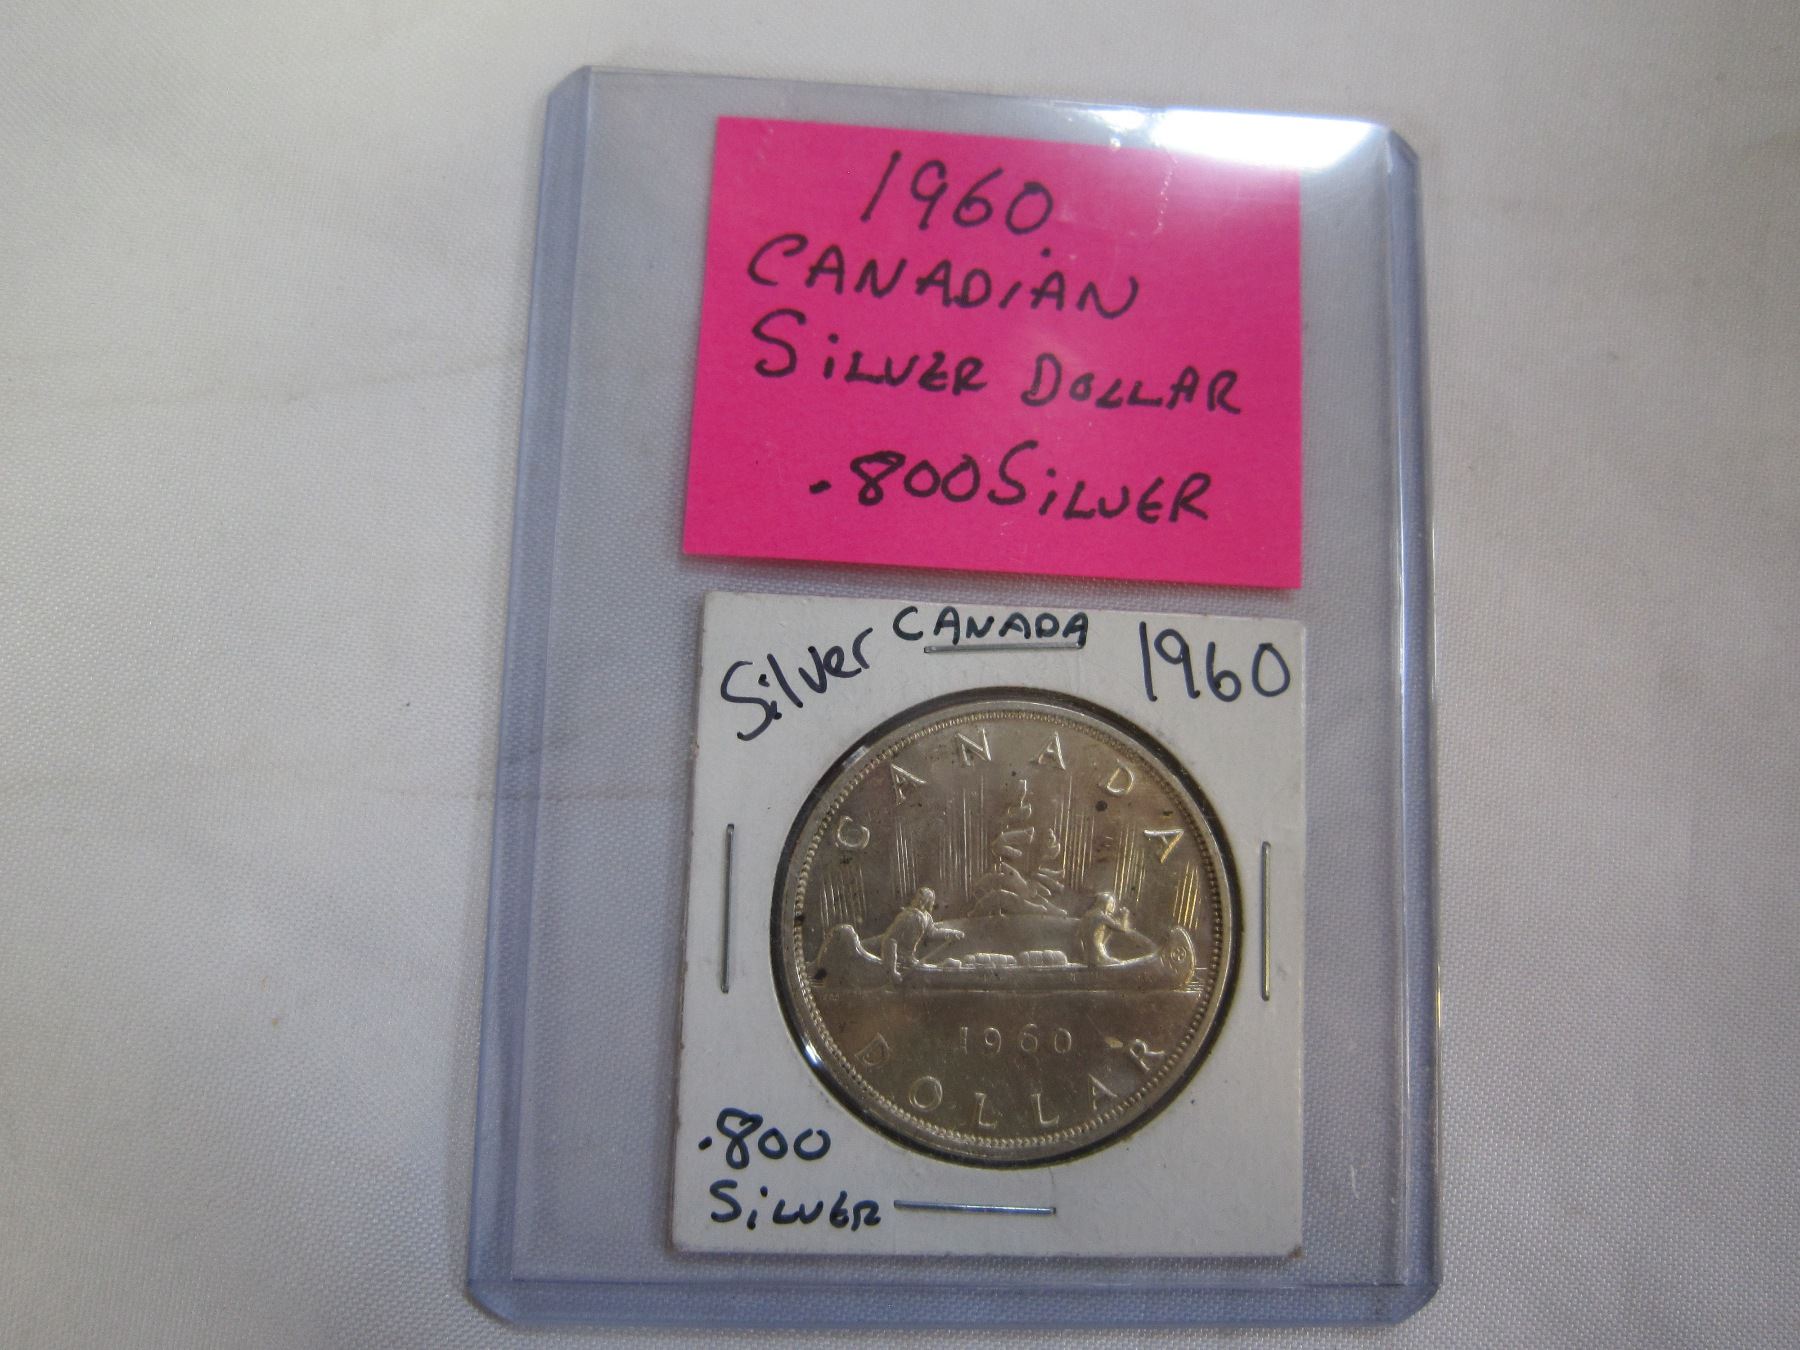 1960
CANADIAN
SiLVER DOLLAR
.800 SiLVER
Silver CANADA 1960
CANADA
1960
DOLLAR
.800
SiLVER